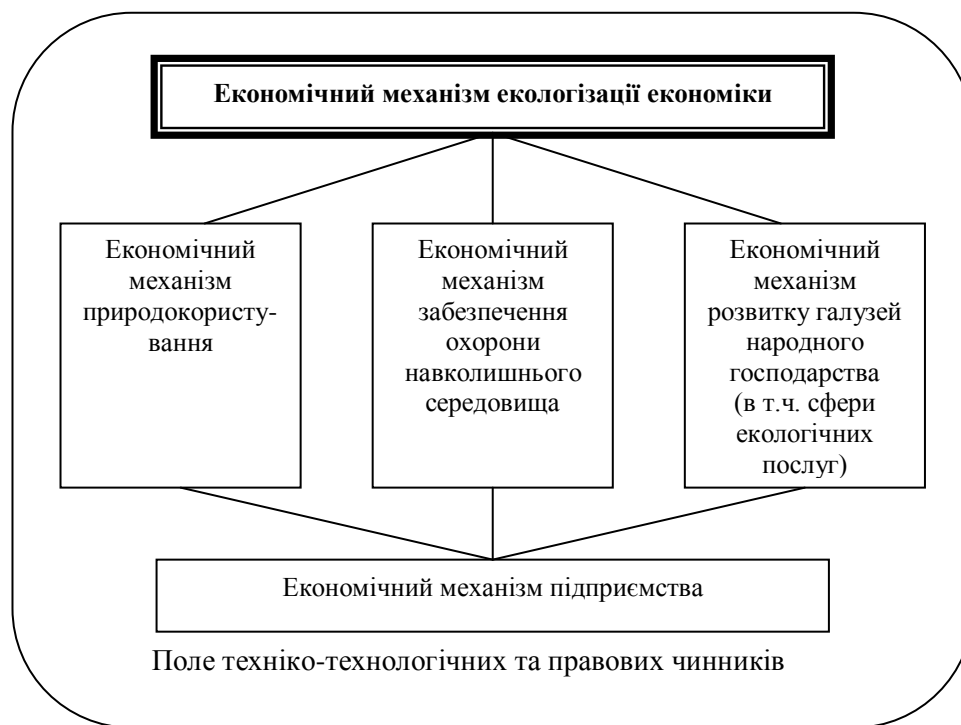 Економічний механізм екологізації економіки
Економічний
механізм
природокористу-
вання
Економічний
механізм
забезпечення
охорони
навколишнього
середовища
Економічний
механізм
розвитку галузей
народного
господарства
(в т.ч. сфери
екологічних
послуг)
Економічний механізм підприємства
Поле техніко-технологічних та правових чинників